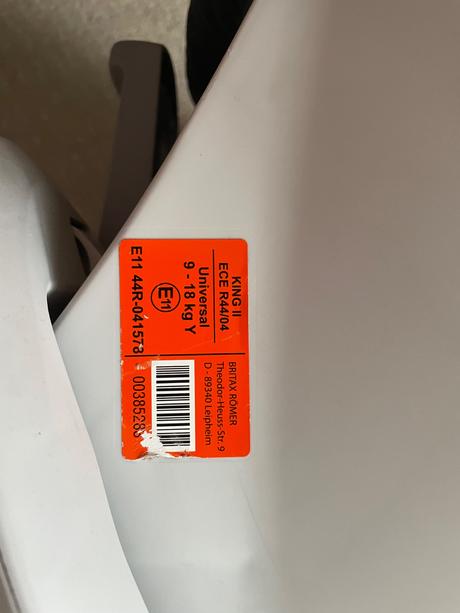 KING II
ECE R44/04
Universal
9 - 18 kg Y
E11
E11 44R-041573
BRITAX RÖMER
Theodor-Heuss-Str. 9
D - 89340 Leipheim
00385283